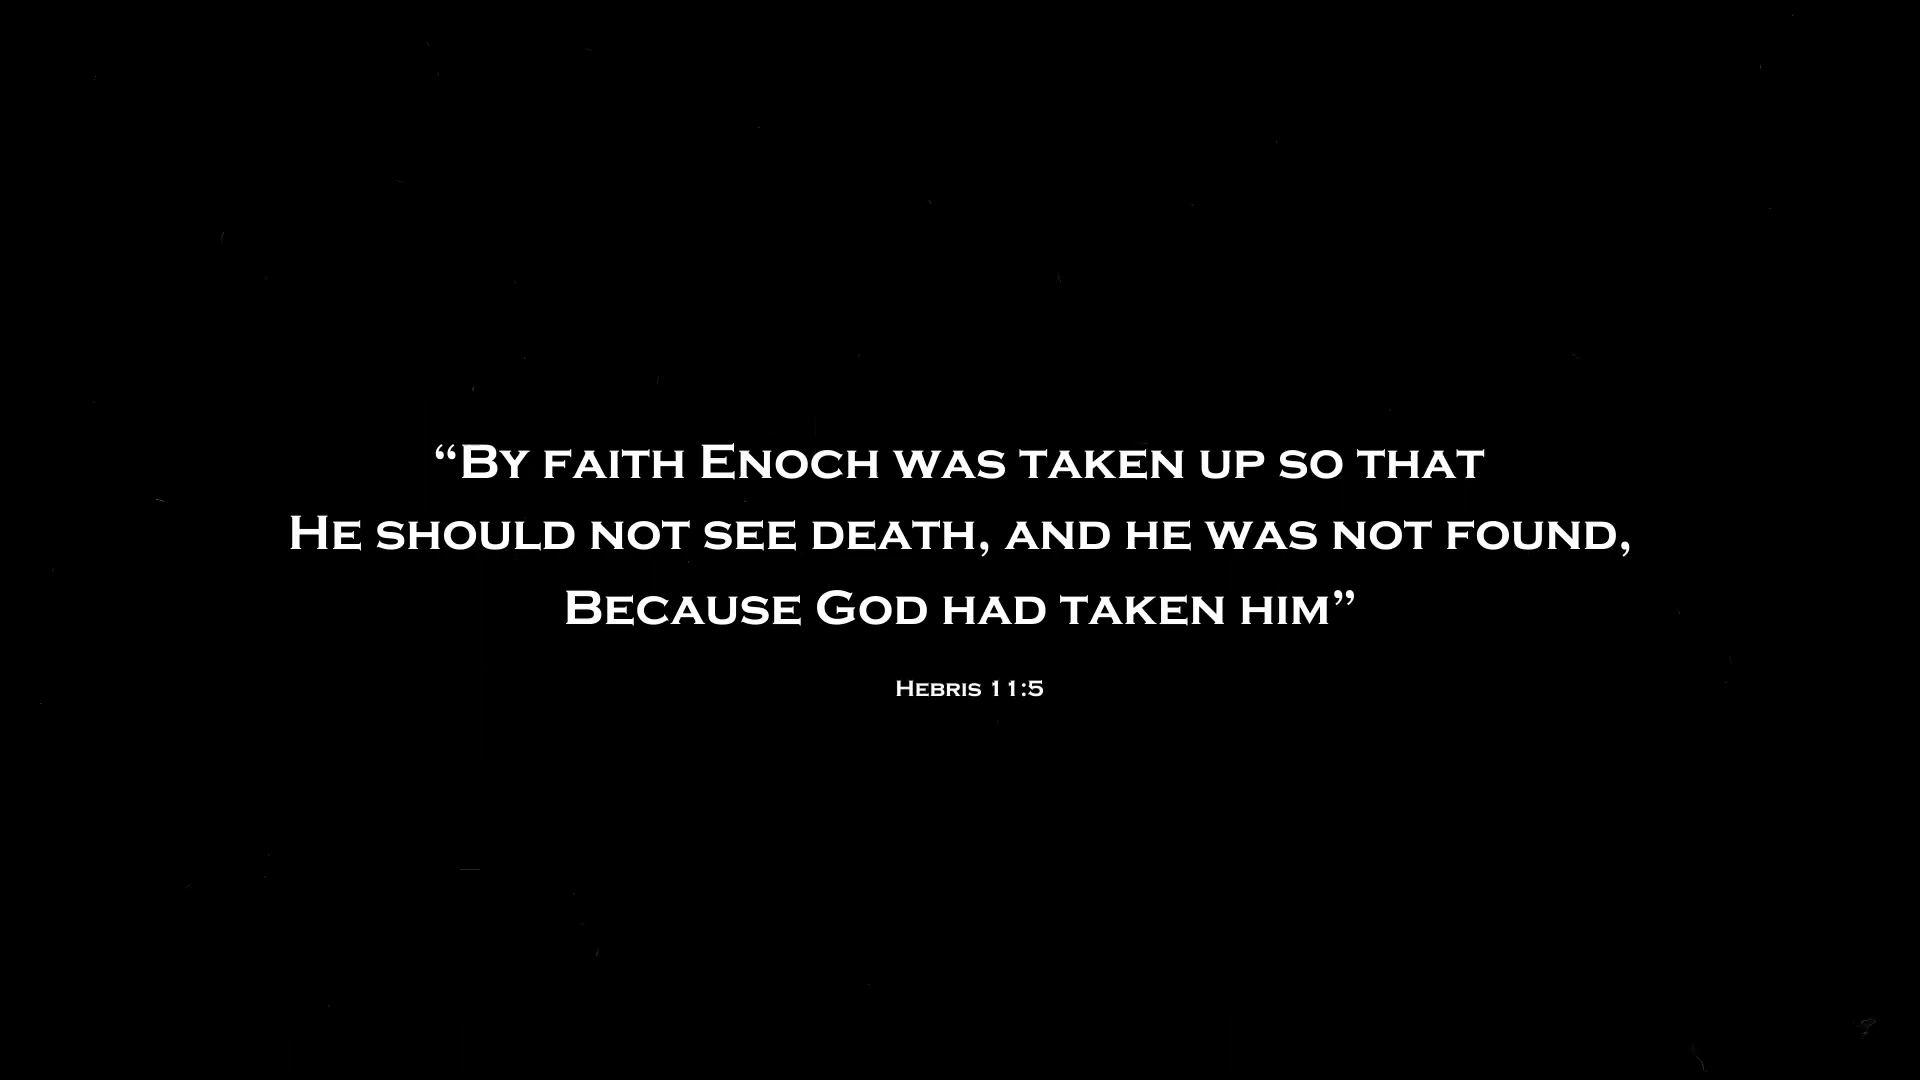 “By faith Enoch was taken up so that
He should not see death, and he was not found,
Because God had taken him”
Hebris 11:5